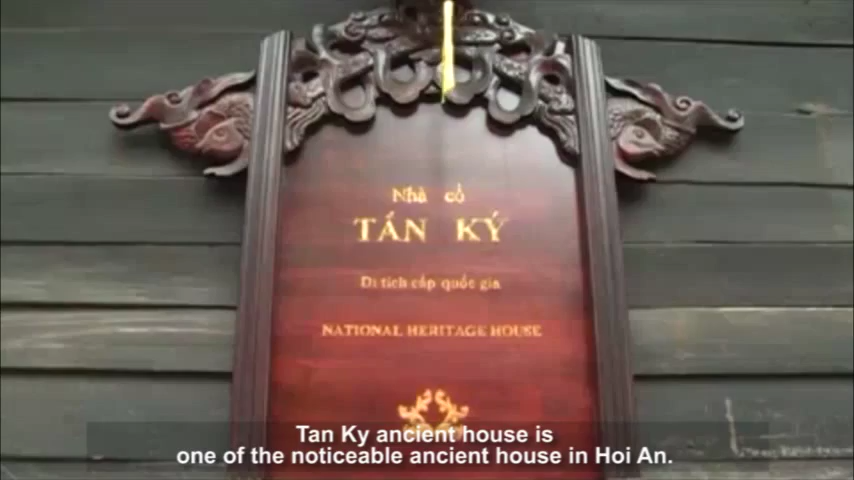 Nhà cổ
TẤN KÝ
Di tích cấp quốc gia
NATIONAL HERITAGE HOUSE
Tan Ky ancient house is
one of the noticeable ancient house in Hoi An.